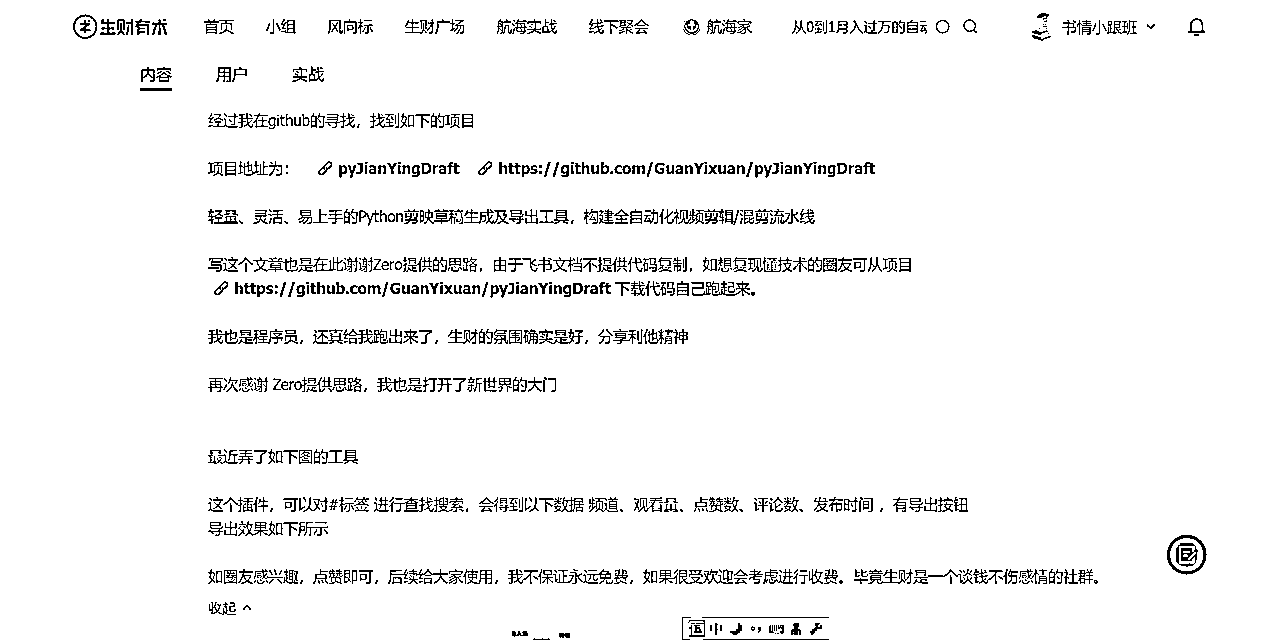 生财有术 首页 小组 风向标 生财广场 航海实战 线下聚会 航海家 从0到1月入过万的自动 书情小跟班
内容 用户 实战
经过我在github的寻找，找到如下的项目
项目地址为： pyJianYingDraft https://github.com/GuanYixuan/pyJianYingDraft
轻盈、灵活、易上手的Python剪映草稿生成及导出工具，构建全自动化视频剪辑/混剪流水线
写这个文章也是在此谢谢Zero提供的思路，由于飞书文档不提供代码复制，如想复现懂技术的圈友可从项目
https://github.com/GuanYixuan/pyJianYingDraft 下载代码自己跑起来。
我也是程序员，还真给我跑出来了，生财的氛围确实是好，分享利他精神
再次感谢 Zero提供思路，我也是打开了新世界的大门
最近弄了如下图的工具
这个插件，可以对#标签 进行查找搜索，会得到以下数据 频道、观看量、点赞数、评论数、发布时间 ，有导出按钮
导出效果如下所示
如圈友感兴趣，点赞即可，后续给大家使用，我不保证永远免费，如果很受欢迎会考虑进行收费。毕竟生财是一个谈钱不伤感情的社群。
收起
中